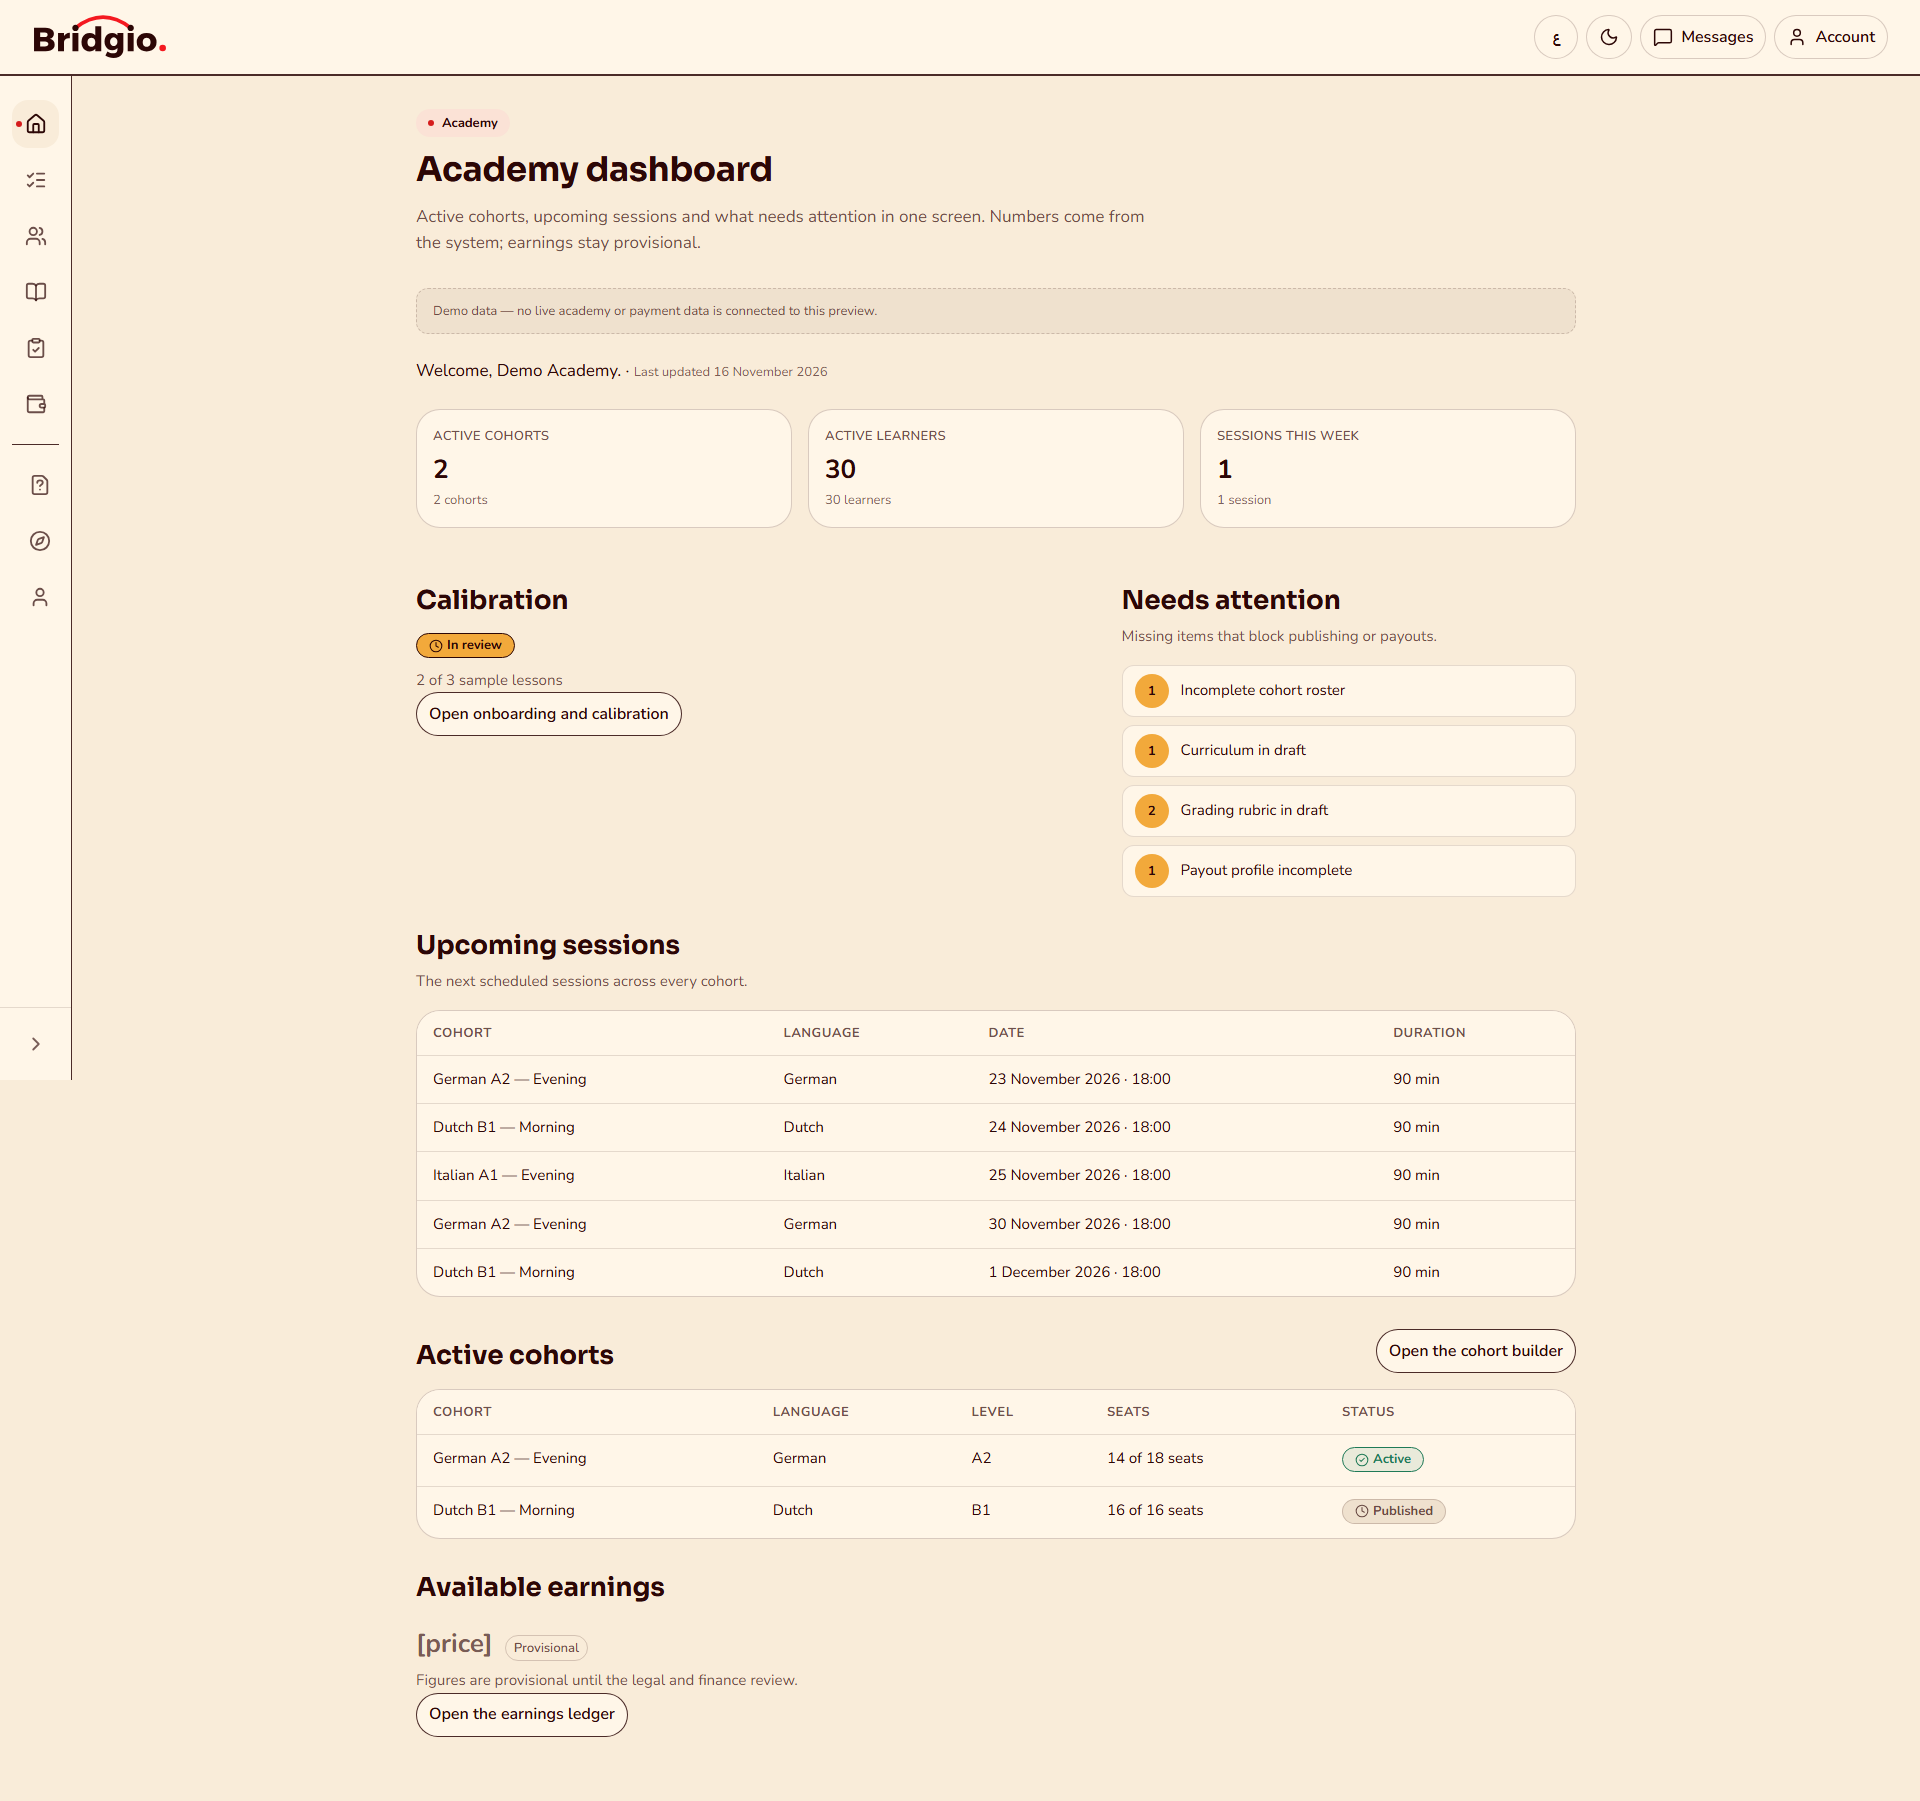 Bridgio.
ع
Messages
Account
Academy
Academy dashboard
Active cohorts, upcoming sessions and what needs attention in one screen. Numbers come from
the system; earnings stay provisional.
Demo data — no live academy or payment data is connected to this preview.
Welcome, Demo Academy. · Last updated 16 November 2026
ACTIVE COHORTS
2
2 cohorts
ACTIVE LEARNERS
30
30 learners
SESSIONS THIS WEEK
1
1 session
Calibration
In review
2 of 3 sample lessons
Open onboarding and calibration
Needs attention
Missing items that block publishing or payouts.
1 Incomplete cohort roster
1 Curriculum in draft
2 Grading rubric in draft
1 Payout profile incomplete
Upcoming sessions
The next scheduled sessions across every cohort.
COHORT LANGUAGE DATE DURATION
German A2 — Evening German 23 November 2026 · 18:00 90 min
Dutch B1 — Morning Dutch 24 November 2026 · 18:00 90 min
Italian A1 — Evening Italian 25 November 2026 · 18:00 90 min
German A2 — Evening German 30 November 2026 · 18:00 90 min
Dutch B1 — Morning Dutch 1 December 2026 · 18:00 90 min
Active cohorts
Open the cohort builder
COHORT LANGUAGE LEVEL SEATS STATUS
German A2 — Evening German A2 14 of 18 seats Active
Dutch B1 — Morning Dutch B1 16 of 16 seats Published
Available earnings
[price] Provisional
Figures are provisional until the legal and finance review.
Open the earnings ledger